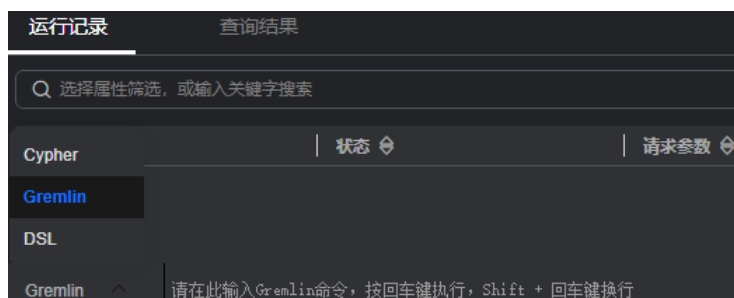 运行记录 查询结果
选择属性筛选，或输入关键字搜索
Cypher 状态 请求参数
Gremlin
DSL
Gremlin 请在此输入Gremlin命令，按回车键执行，Shift + 回车键换行